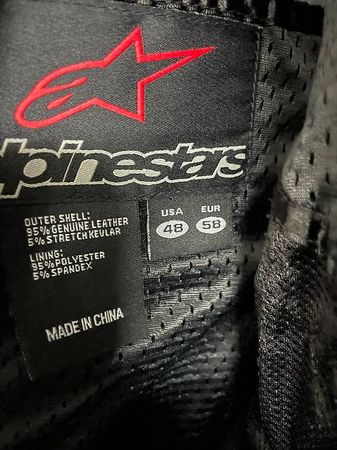 alpinestars
OUTER SHELL:
95% GENUINE LEATHER
5% STRETCH KEVLAR
LINING:
95% POLYESTER
5% SPANDEX
USA EUR
48 58
MADE IN CHINA